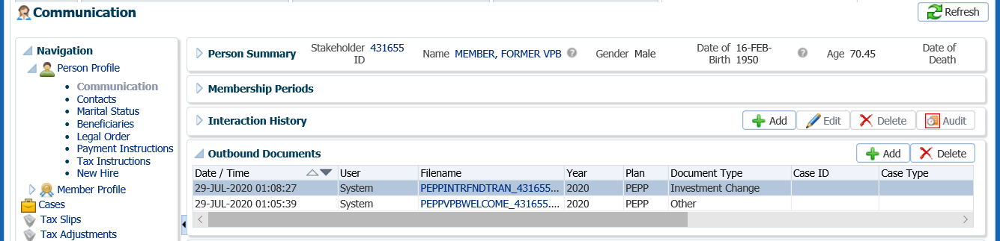 Communication
Refresh
Navigation
Person Profile
Communication
Contacts
Marital Status
Beneficiaries
Legal Order
Payment Instructions
Tax Instructions
New Hire
Member Profile
Cases
Tax Slips
Tax Adjustments
Person Summary Stakeholder ID 431655 Name MEMBER, FORMER VPB Gender Male Date of Birth 16-FEB-1950 Age 70.45 Date of Death
Membership Periods
Interaction History Add Edit Delete Audit
Outbound Documents Add Delete
Date / Time User Filename Year Plan Document Type Case ID Case Type
29-JUL-2020 01:08:27 System PEPPINTRFNDTRAN_431655... 2020 PEPP Investment Change
29-JUL-2020 01:05:39 System PEPPVPBWELCOME_431655.... 2020 PEPP Other